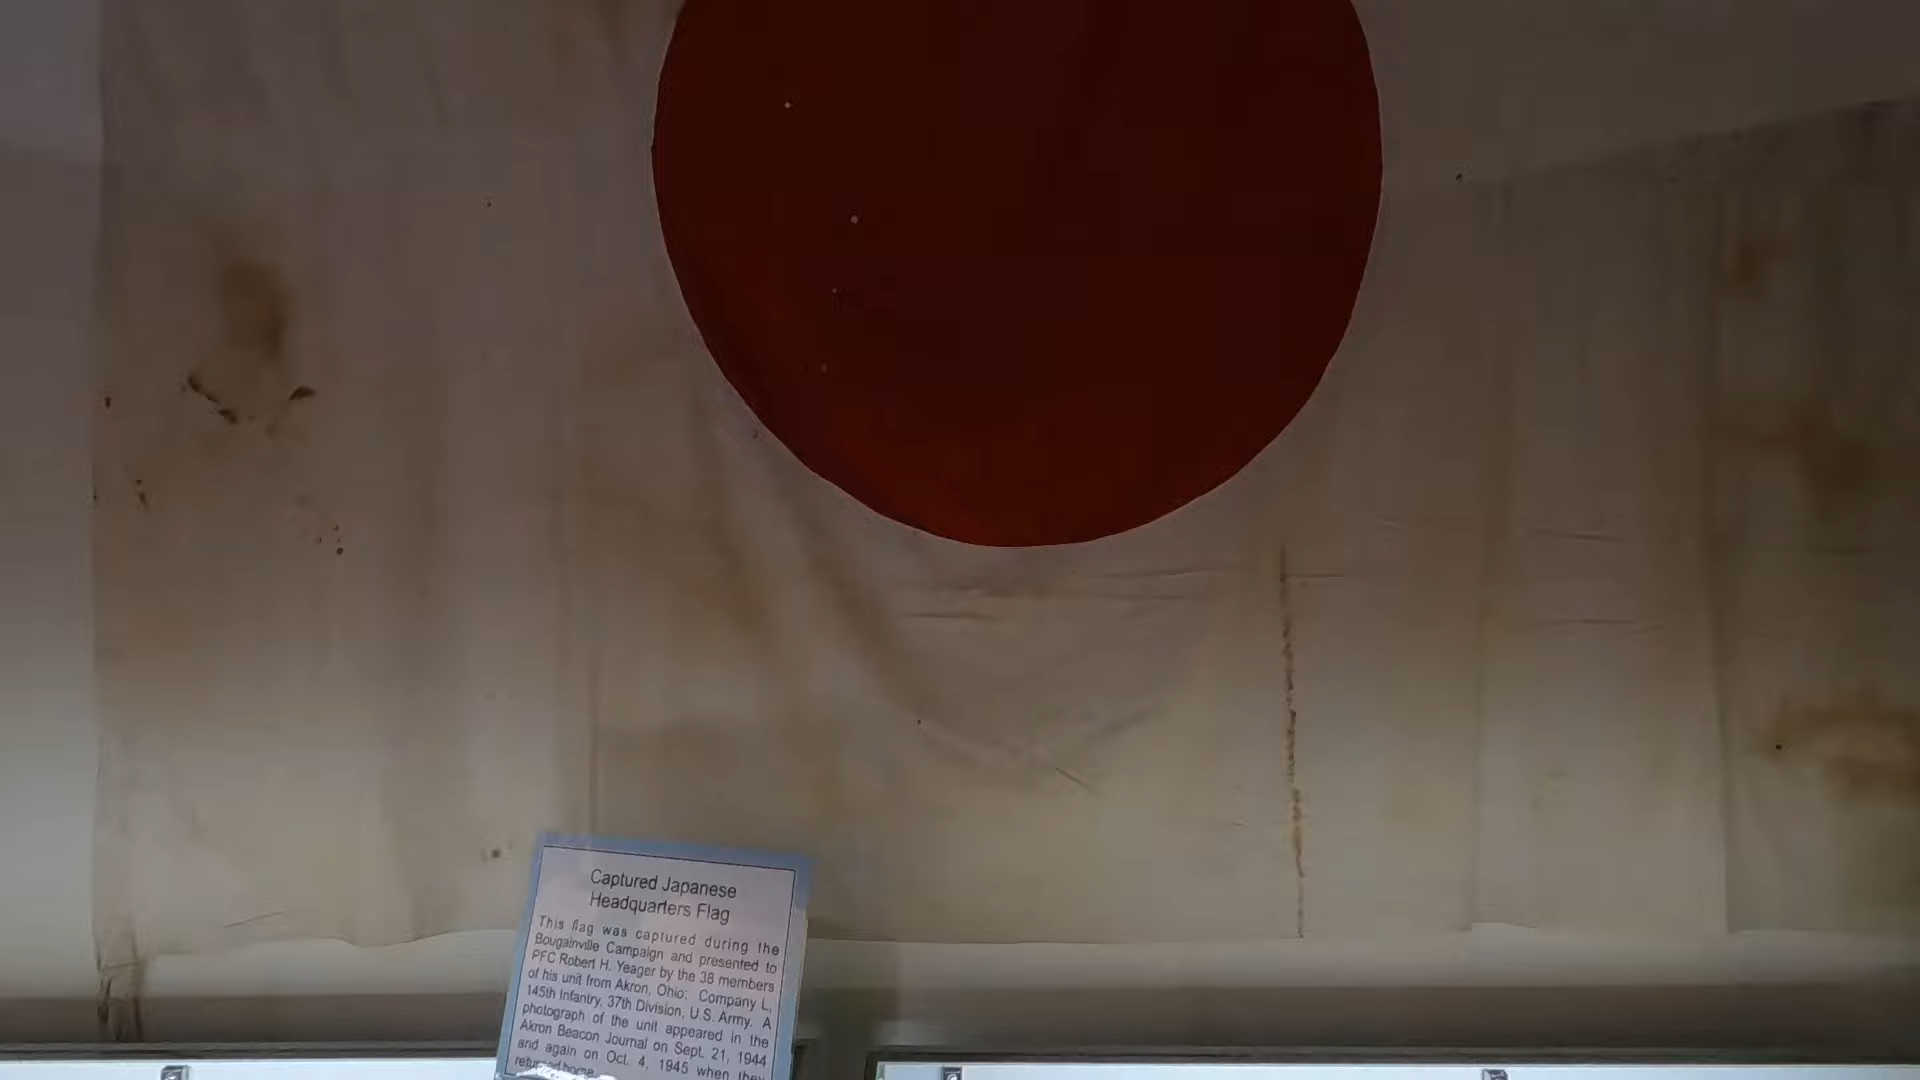 Captured Japanese
Headquarters Flag
This flag was captured during the
Bougainville Campaign and presented to
PFC Robert H. Yeager by the 38 members
of his unit from Akron, Ohio; Company L,
145th Infantry, 37th Division, U.S. Army. A
photograph of the unit appeared in the
Akron Beacon Journal on Sept. 21, 1944
and again on Oct. 4, 1945 when they
returned home.